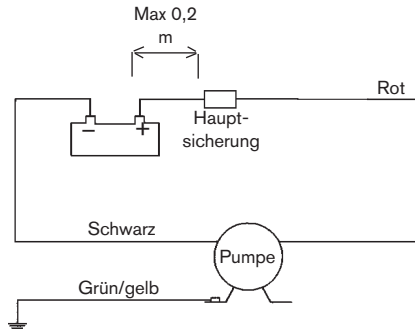 Max 0,2
m
Rot
−
+
Haupt-
sicherung
Schwarz
Pumpe
Grün/gelb